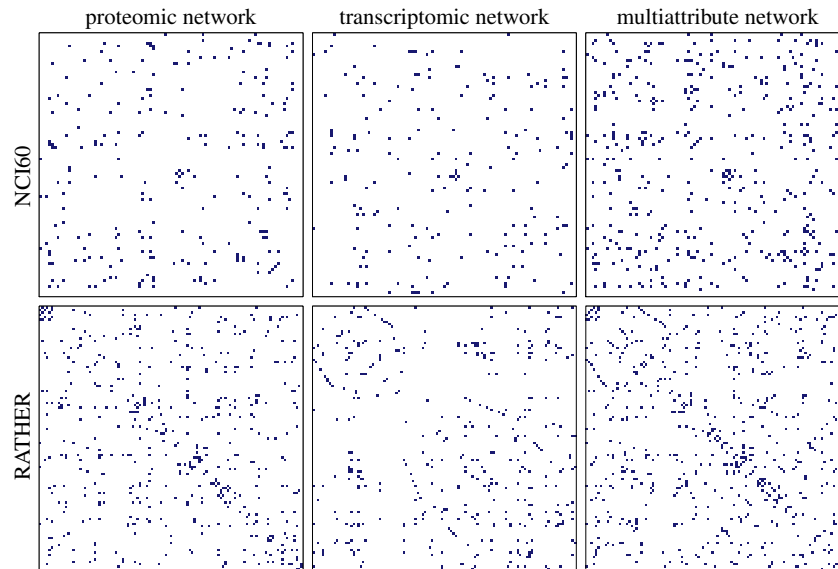 proteomic network
transcriptomic network
multiattribute network
NCI60
RATHER